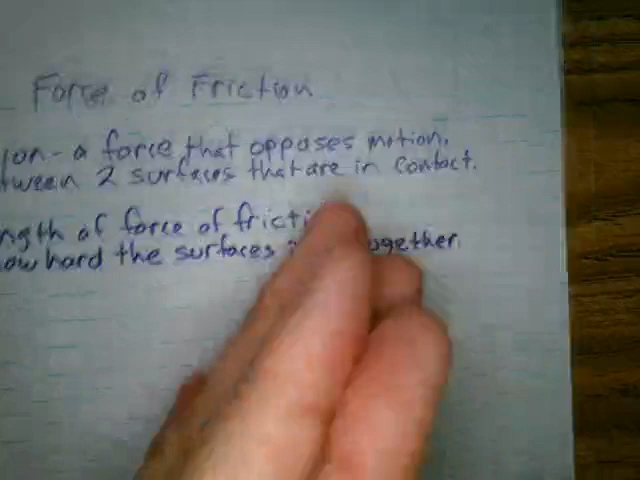 Force of Friction
ion - a force that opposes motion.
tween 2 surfaces that are in contact.
ngth of force of fricti
ow hard the surfaces ogether.